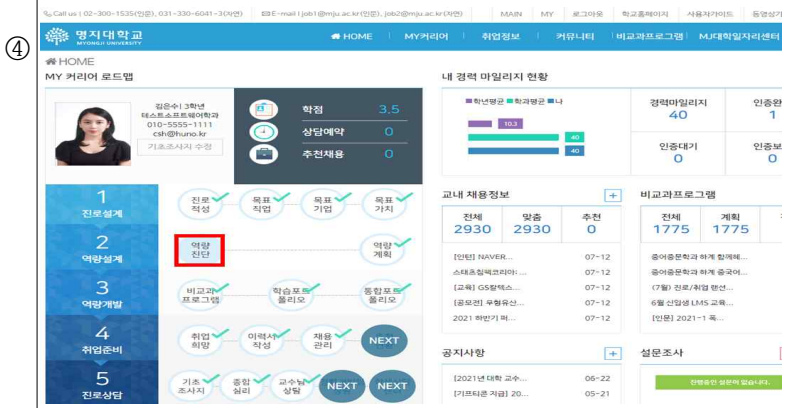 Call us | 02-300-1535(인문), 031-330-6041~3(자연) E-mail | job1@mju.ac.kr(인문), job2@mju.ac.kr(자연) MAIN MY 로그아웃 학교홈페이지 사용자가이드 동영상가
④
명지대학교
MYONGJI UNIVERSITY
HOME MY커리어 취업정보 커뮤니티 비교과프로그램 MJ대학일자리센터
HOME
MY 커리어 로드맵
김은수| 3학년
테스트소프트웨어학과
010-5555-1111
csh@huno.kr
기초조사지 수정
학점 3.5
상담예약 0
추천채용 0
1
진로설계
진로 적성
목표 직업
목표 기업
목표 가치
2
역량설계
역량 진단
역량 계획
3
역량개발
비교과 프로그램
학습포트 폴리오
통합포트 폴리오
4
취업준비
취업 희망
이력서 작성
채용 관리
NEXT
5
진로상담
기초 조사지
종합 심리
교수님 상담
NEXT
NEXT
내 경력 마일리지 현황
학년평균 학과평균 나
10.3
40
40
경력마일리지
40
인증완
1
인증대기
0
인증보
0
교내 채용정보 +
전체 맞춤 추천
2930 2930 0
[인턴] NAVER... 07-12
스태츠칩팩코리아: ... 07-12
[교육] GS칼텍스... 07-12
[공모전] 무형유산... 07-12
2021 하반기 퍼... 07-12
비교과프로그램
전체 계획
1775 1775
중어중문학과 하계 함께해...
중어중문학과 하계 중국어...
(7월) 진로/취업 랜선...
6월 신입생 LMS 교육...
[인문] 2021-1 폭...
공지사항 +
[2021년 대학 교수... 06-22
[기프티콘 지급] 20... 05-21
설문조사
진행중인 설문이 없습니다.